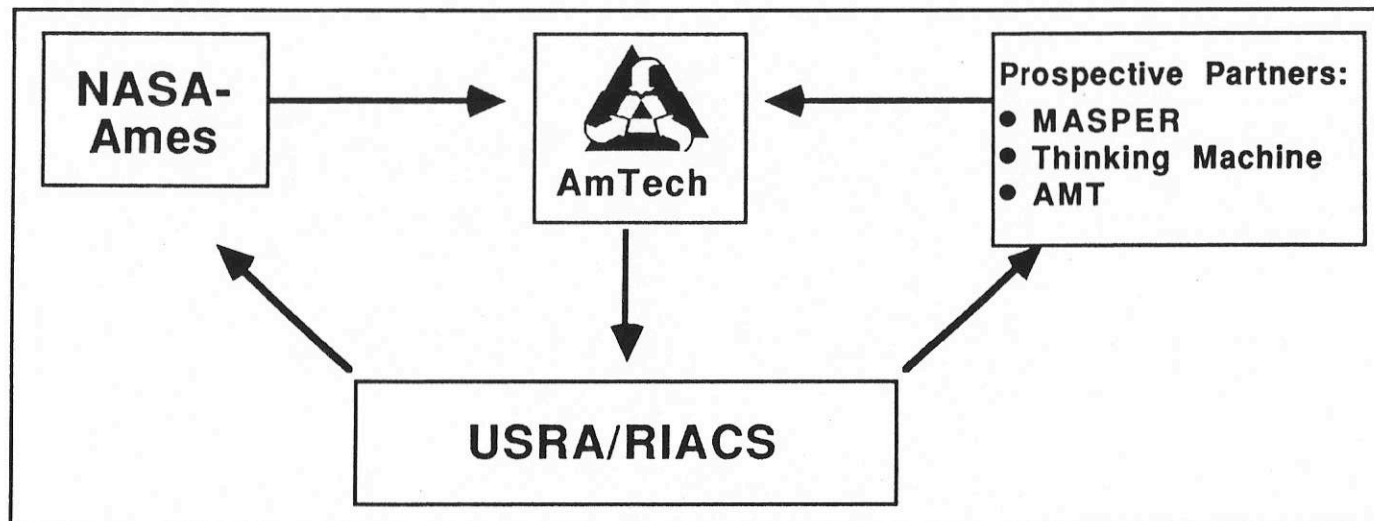 NASA-
Ames
AmTech
Prospective Partners:
● MASPER
● Thinking Machine
● AMT
USRA/RIACS